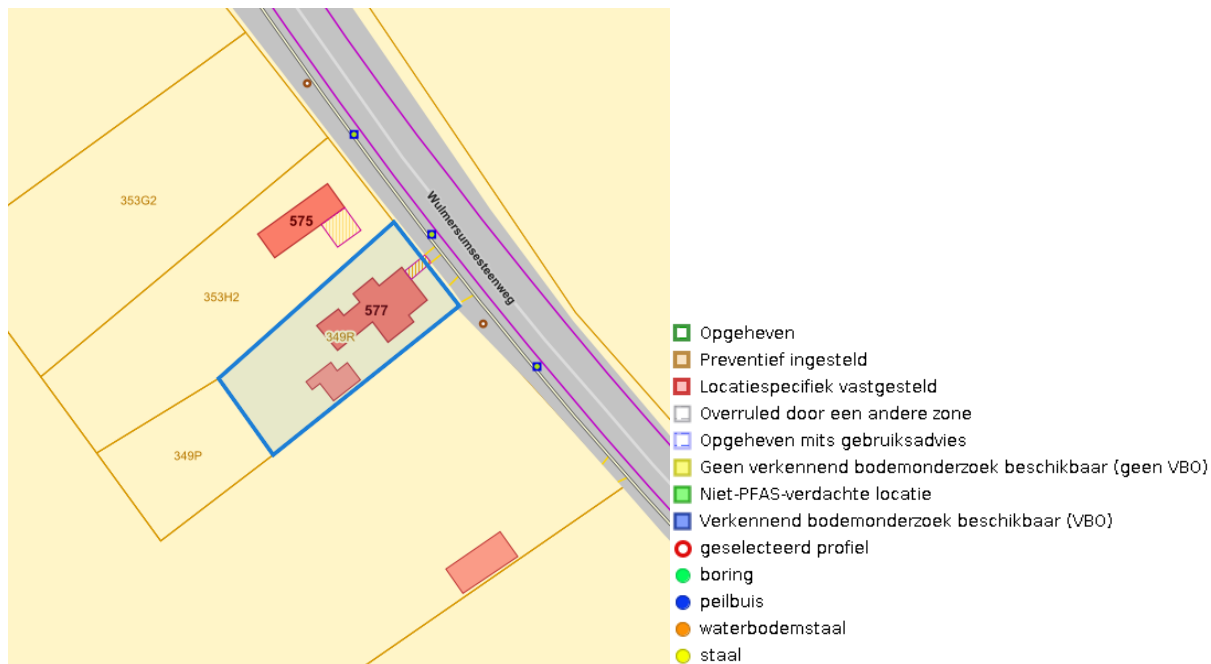 353G2
Wulmersumsesteenweg
575
353H2
577
349R
349P
Opgeheven
Preventief ingesteld
Locatiespecifiek vastgesteld
Overruled door een andere zone
Opgeheven mits gebruiksadvies
Geen verkennend bodemonderzoek beschikbaar (geen VBO)
Niet-PFAS-verdachte locatie
Verkennend bodemonderzoek beschikbaar (VBO)
geselecteerd profiel
boring
peilbuis
waterbodemstaal
staal